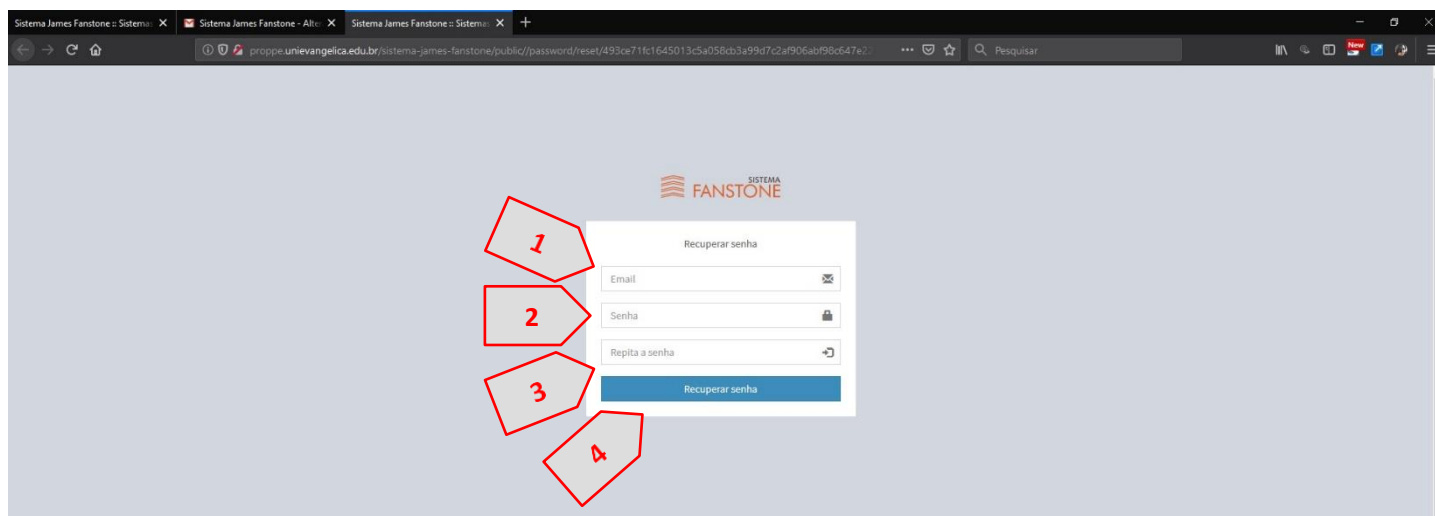 Sistema James Fanstone :: Sistema: Sistema James Fanstone - Alter Sistema James Fanstone :: Sistema:
proppe.unievangelica.edu.br/sistema-james-fanstone/public//password/reset/493ce71fc1645013c5a058cb3a99d7c2af906abf98c647e22 Pesquisar New
SISTEMA
FANSTONE
1
Recuperar senha
Email
2
Senha
Repita a senha
3
Recuperar senha
4